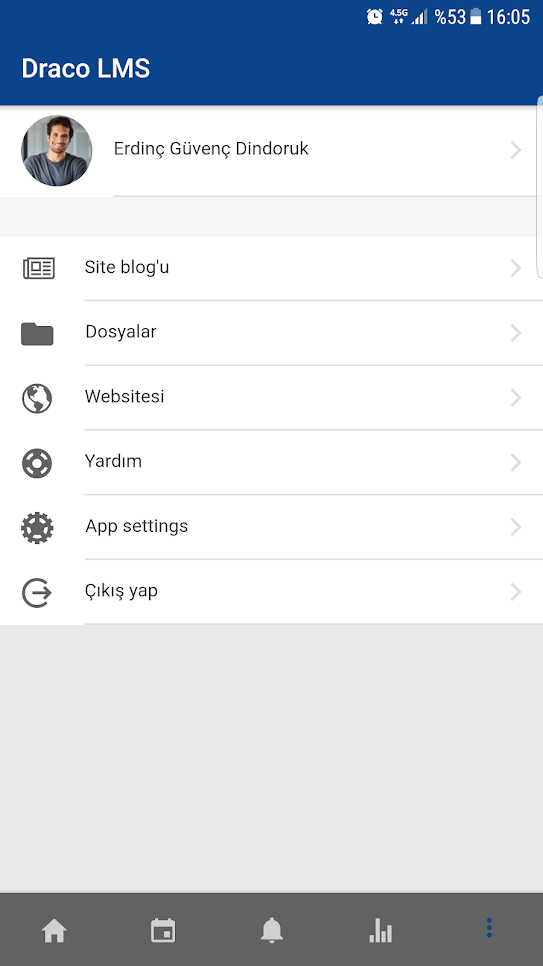 4.5G %53 16:05
Draco LMS
Erdinç Güvenç Dindoruk
Site blog'u
Dosyalar
Websitesi
Yardım
App settings
Çıkış yap